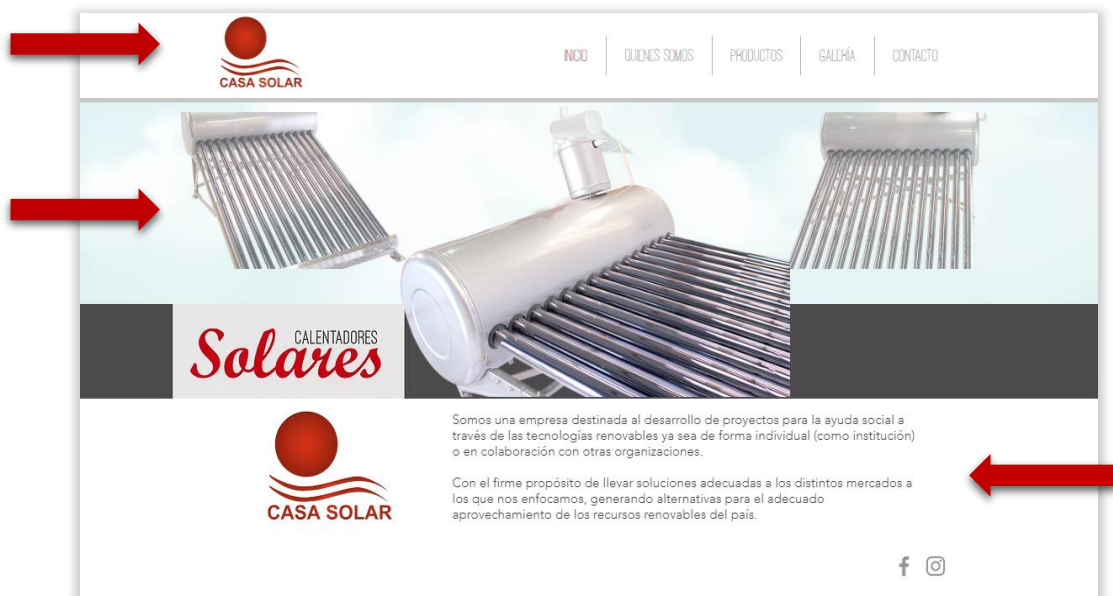 CASA SOLAR
INICIO
QUIENES SOMOS
PRODUCTOS
GALERÍA
CONTACTO
CALENTADORES
Solares
CASA SOLAR
Somos una empresa destinada al desarrollo de proyectos para la ayuda social a
través de las tecnologías renovables ya sea de forma individual (como institución)
o en colaboración con otras organizaciones.
Con el firme propósito de llevar soluciones adecuadas a los distintos mercados a
los que nos enfocamos, generando alternativas para el adecuado
aprovechamiento de los recursos renovables del país.